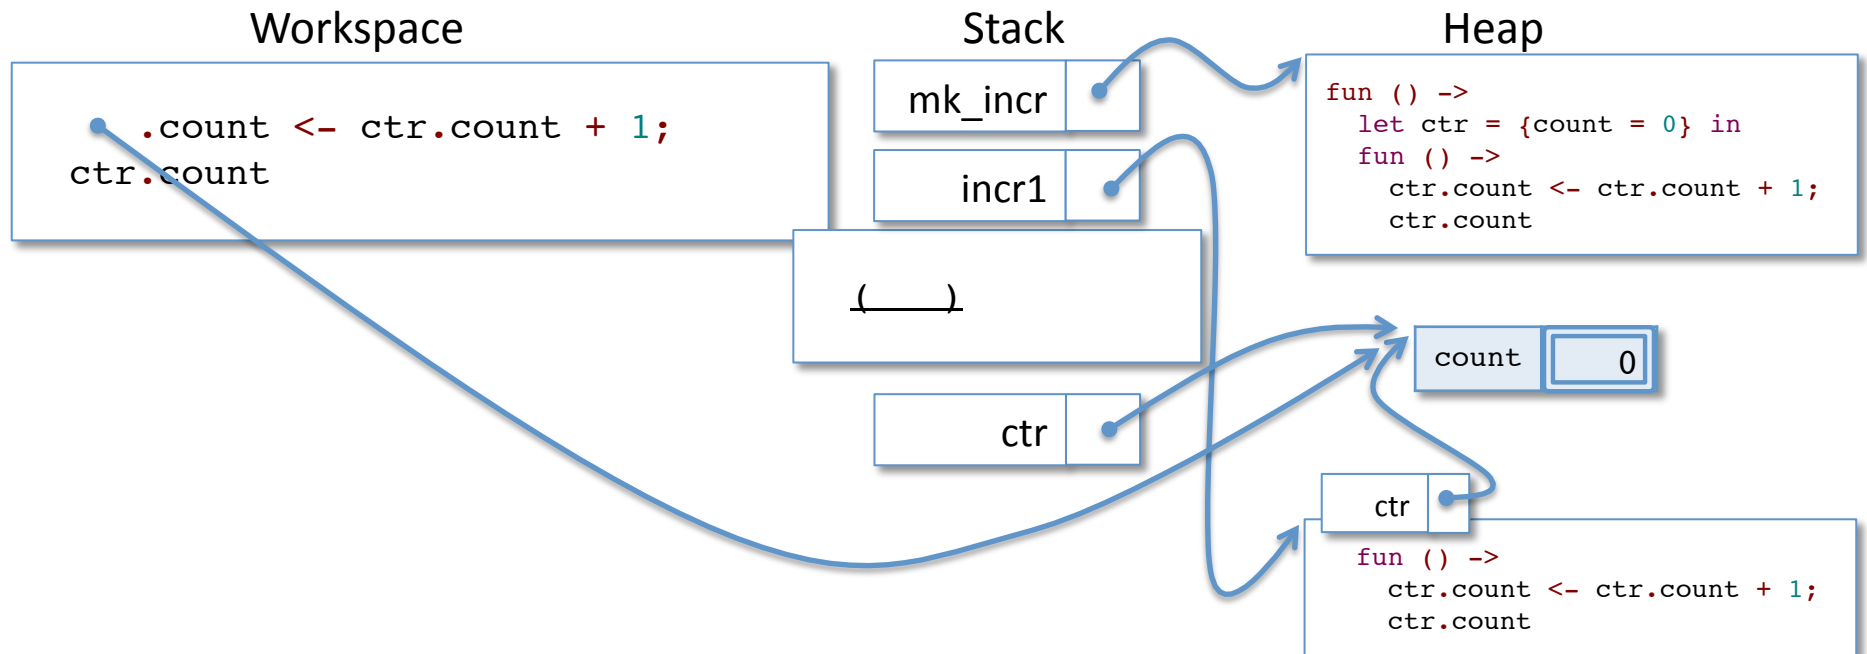 Workspace
Stack
Heap
.count <- ctr.count + 1;
ctr.count
mk_incr
incr1
(    )
ctr
fun () ->
let ctr = {count = 0} in
fun () ->
ctr.count <- ctr.count + 1;
ctr.count
count 0
ctr
fun () ->
ctr.count <- ctr.count + 1;
ctr.count